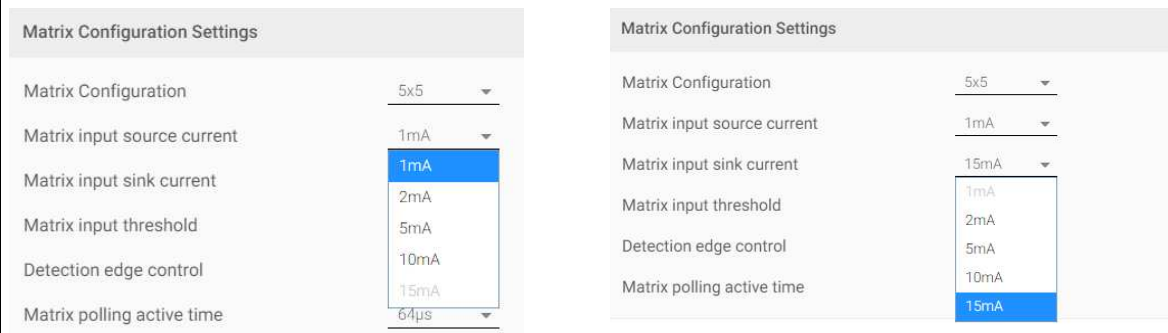 Matrix Configuration Settings
Matrix Configuration 5x5
Matrix input source current 1mA
1mA
Matrix input sink current
2mA
Matrix input threshold
5mA
10mA
Detection edge control
15mA
Matrix polling active time 64µs
Matrix Configuration Settings
Matrix Configuration 5x5
Matrix input source current 1mA
Matrix input sink current 15mA
1mA
Matrix input threshold
2mA
Detection edge control
5mA
10mA
Matrix polling active time
15mA